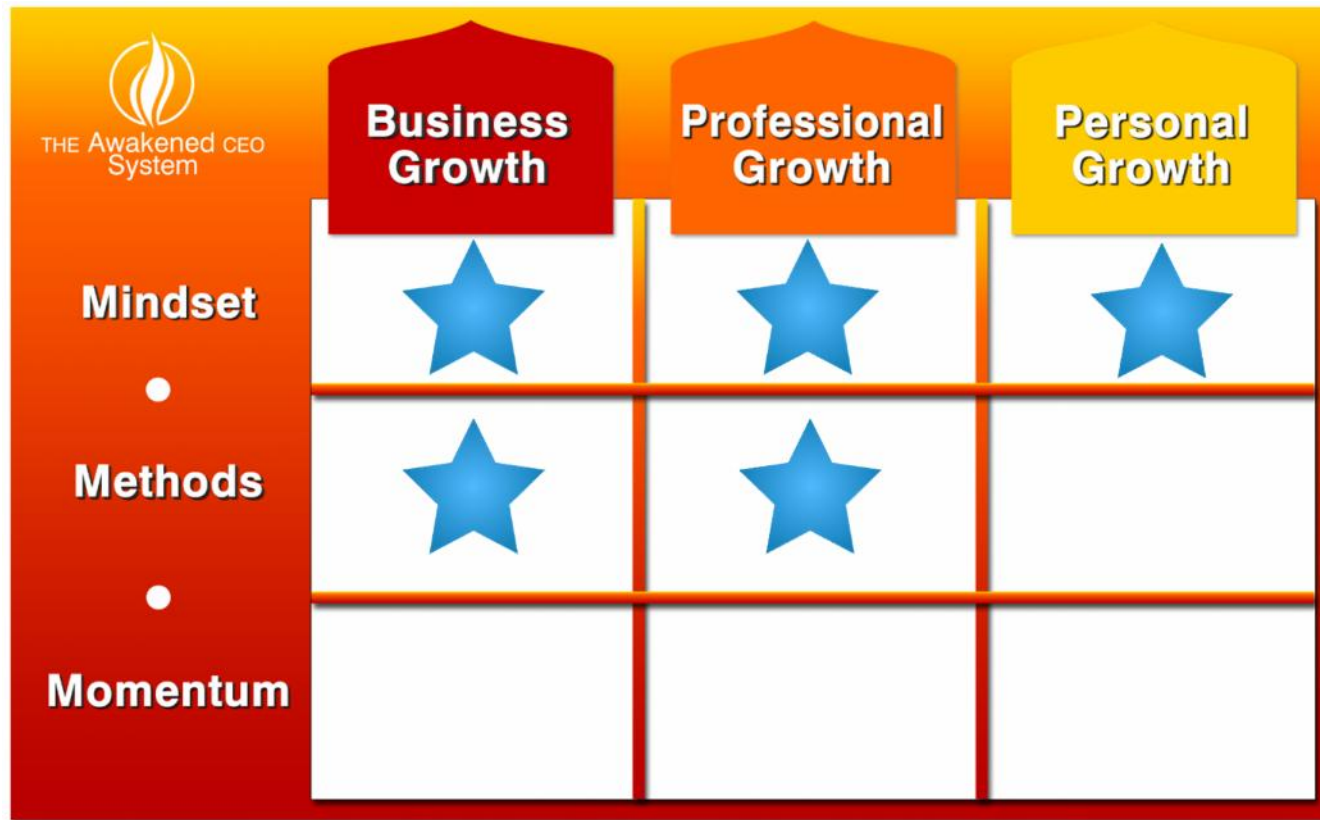 THE Awakened CEO
System
Business
Growth
Professional
Growth
Personal
Growth
Mindset
Methods
Momentum